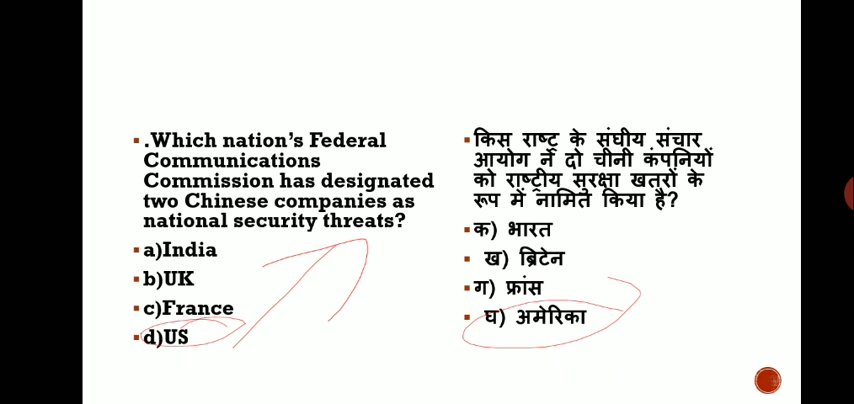 .Which nation's Federal
Communications
Commission has designated
two Chinese companies as
national security threats?
a)India
b)UK
c)France
d)US
किस राष्ट्र के संघीय संचार
आयोग ने दो चीनी कंपनियों
को राष्ट्रीय सुरक्षा खतरों के
रूप में नामित किया है?
क) भारत
ख) ब्रिटेन
ग) फ्रांस
घ) अमेरिका